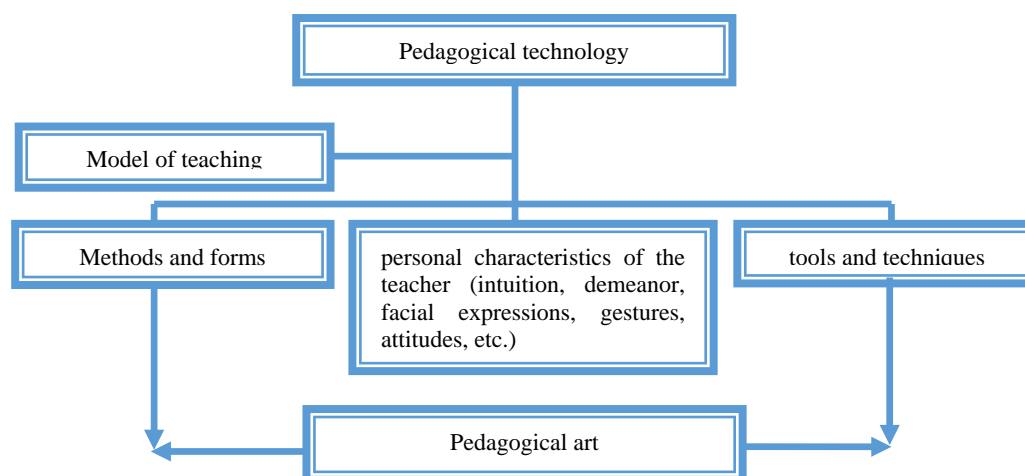 Pedagogical technology
Model of teaching
Methods and forms
personal characteristics of the
teacher (intuition, demeanor,
facial expressions, gestures,
attitudes, etc.)
tools and techniques
Pedagogical art